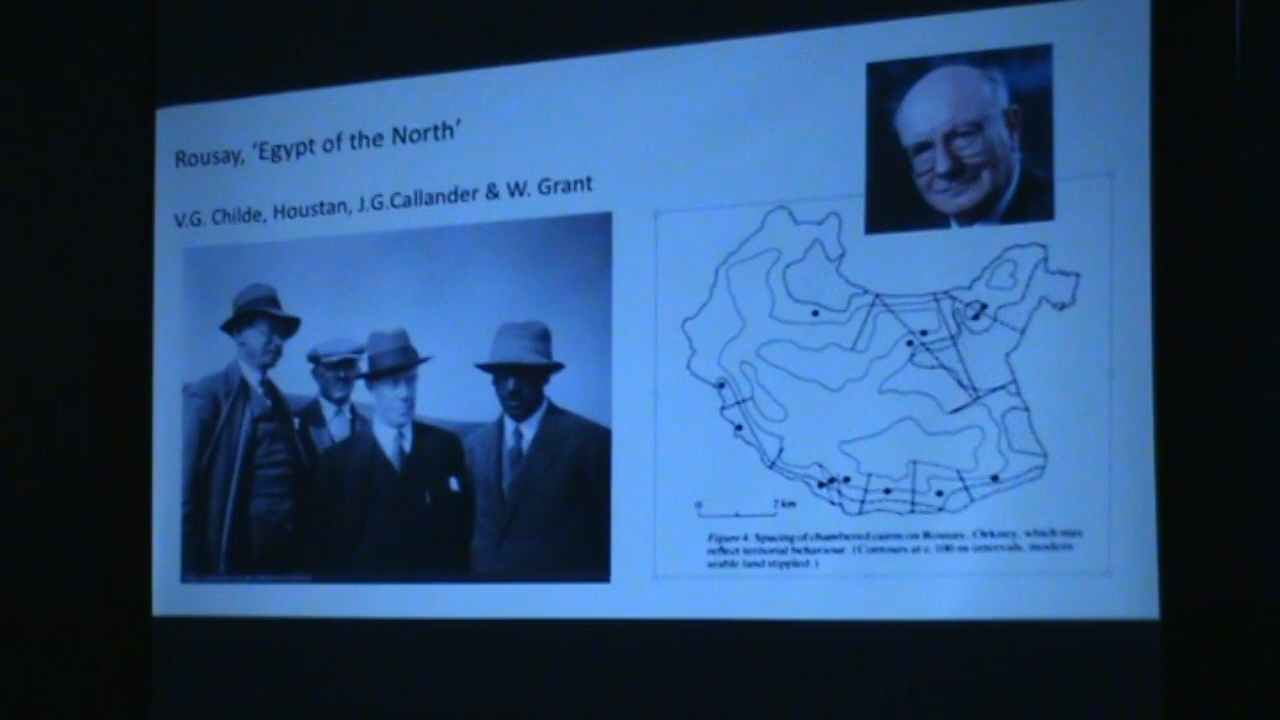 Rousay, ‘Egypt of the North’
V.G. Childe, Houstan, J.G.Callander & W. Grant
0 2 km
Figure 4. Spacing of chambered cairns on Rousay, Orkney, which may
reflect territorial behaviour. (Contours at c. 100 m intervals, modern
arable land stippled.)